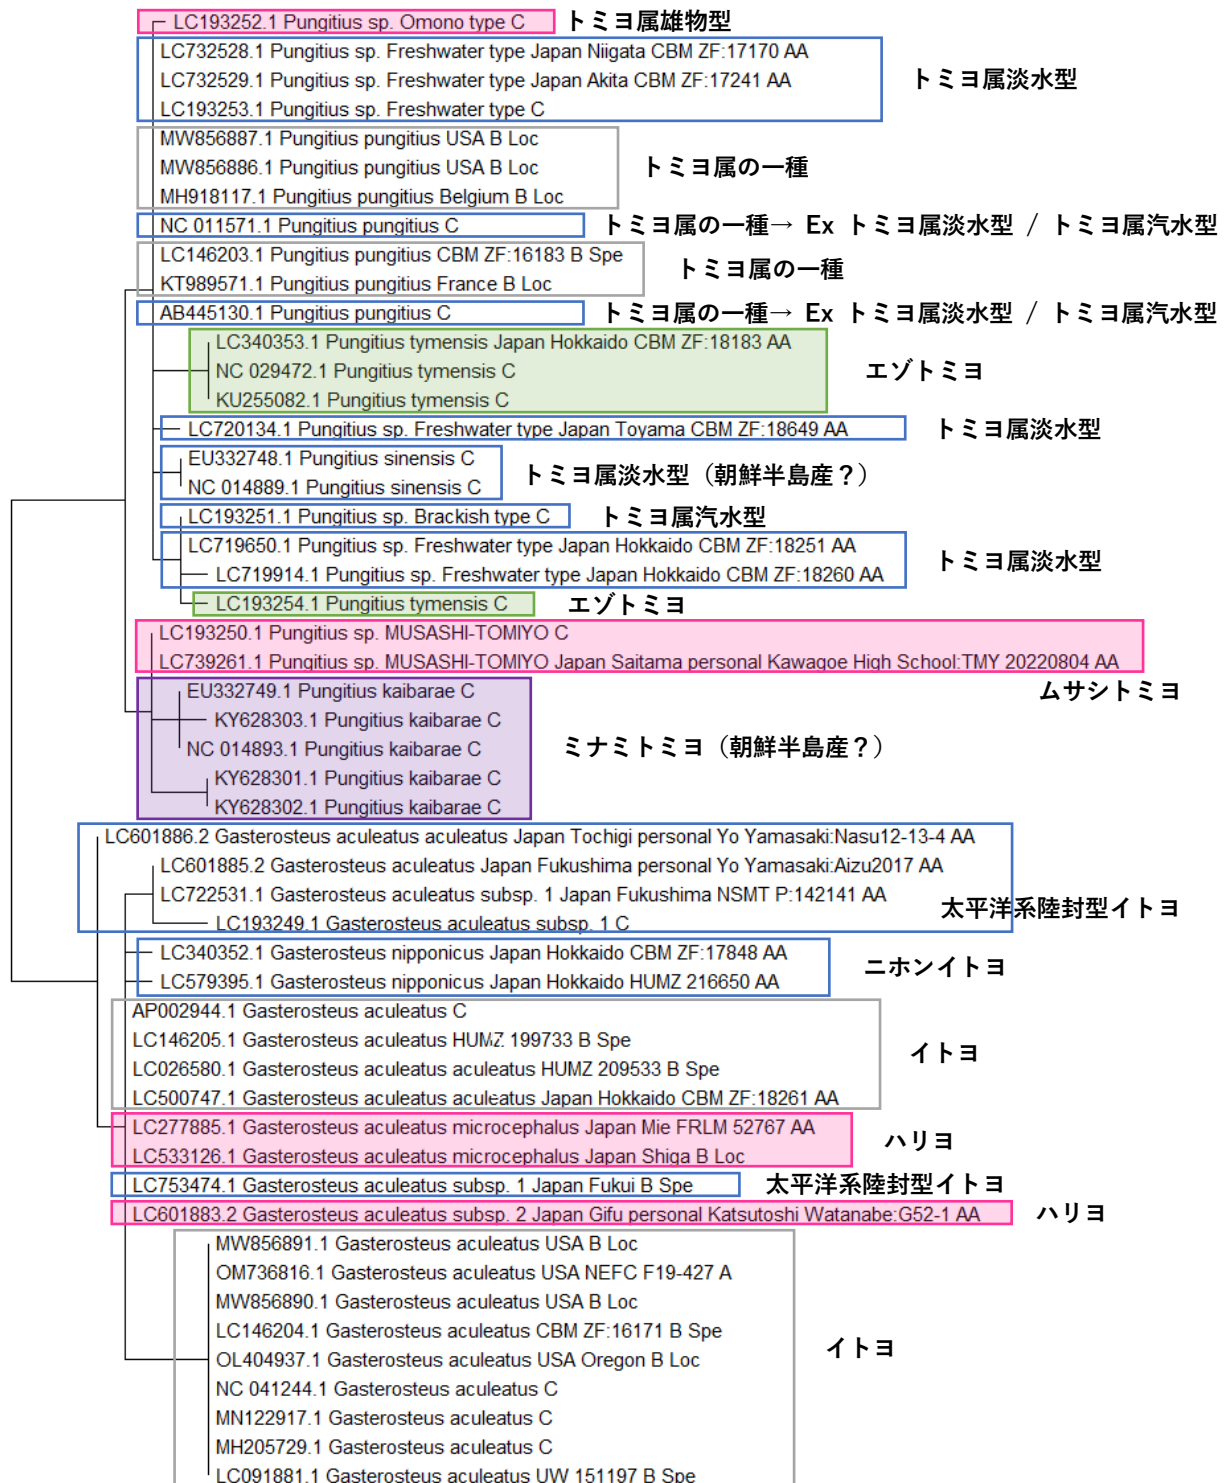 LC193252.1 Pungitius sp. Omono type C トミヨ属雄物型
LC732528.1 Pungitius sp. Freshwater type Japan Niigata CBM ZF:17170 AA
LC732529.1 Pungitius sp. Freshwater type Japan Akita CBM ZF:17241 AA トミヨ属淡水型
LC193253.1 Pungitius sp. Freshwater type C
MW856887.1 Pungitius pungitius USA B Loc
MW856886.1 Pungitius pungitius USA B Loc トミヨ属の一種
MH918117.1 Pungitius pungitius Belgium B Loc
NC 011571.1 Pungitius pungitius C トミヨ属の一種→ Ex トミヨ属淡水型 / トミヨ属汽水型
LC146203.1 Pungitius pungitius CBM ZF:16183 B Spe トミヨ属の一種
KT989571.1 Pungitius pungitius France B Loc
AB445130.1 Pungitius pungitius C トミヨ属の一種→ Ex トミヨ属淡水型 / トミヨ属汽水型
LC340353.1 Pungitius tymensis Japan Hokkaido CBM ZF:18183 AA
NC 029472.1 Pungitius tymensis C エゾトミヨ
KU255082.1 Pungitius tymensis C
LC720134.1 Pungitius sp. Freshwater type Japan Toyama CBM ZF:18649 AA トミヨ属淡水型
EU332748.1 Pungitius sinensis C トミヨ属淡水型（朝鮮半島産？）
NC 014889.1 Pungitius sinensis C
LC193251.1 Pungitius sp. Brackish type C トミヨ属汽水型
LC719650.1 Pungitius sp. Freshwater type Japan Hokkaido CBM ZF:18251 AA トミヨ属淡水型
LC719914.1 Pungitius sp. Freshwater type Japan Hokkaido CBM ZF:18260 AA
LC193254.1 Pungitius tymensis C エゾトミヨ
LC193250.1 Pungitius sp. MUSASHI-TOMIYO C
LC739261.1 Pungitius sp. MUSASHI-TOMIYO Japan Saitama personal Kawagoe High School:TMY 20220804 AA
ムサシトミヨ
EU332749.1 Pungitius kaibarae C
KY628303.1 Pungitius kaibarae C
NC 014893.1 Pungitius kaibarae C ミナミトミヨ（朝鮮半島産？）
KY628301.1 Pungitius kaibarae C
KY628302.1 Pungitius kaibarae C
LC601886.2 Gasterosteus aculeatus aculeatus Japan Tochigi personal Yo Yamasaki:Nasu12-13-4 AA
LC601885.2 Gasterosteus aculeatus Japan Fukushima personal Yo Yamasaki:Aizu2017 AA
LC722531.1 Gasterosteus aculeatus subsp. 1 Japan Fukushima NSMT P:142141 AA
太平洋系陸封型イトヨ
LC193249.1 Gasterosteus aculeatus subsp. 1 C
LC340352.1 Gasterosteus nipponicus Japan Hokkaido CBM ZF:17848 AA ニホンイトヨ
LC579395.1 Gasterosteus nipponicus Japan Hokkaido HUMZ 216650 AA
AP002944.1 Gasterosteus aculeatus C
LC146205.1 Gasterosteus aculeatus HUMZ 199733 B Spe イトヨ
LC026580.1 Gasterosteus aculeatus aculeatus HUMZ 209533 B Spe
LC500747.1 Gasterosteus aculeatus aculeatus Japan Hokkaido CBM ZF:18261 AA
LC277885.1 Gasterosteus aculeatus microcephalus Japan Mie FRLM 52767 AA ハリヨ
LC533126.1 Gasterosteus aculeatus microcephalus Japan Shiga B Loc
LC753474.1 Gasterosteus aculeatus subsp. 1 Japan Fukui B Spe 太平洋系陸封型イトヨ
LC601883.2 Gasterosteus aculeatus subsp. 2 Japan Gifu personal Katsutoshi Watanabe:G52-1 AA ハリヨ
MW856891.1 Gasterosteus aculeatus USA B Loc
OM736816.1 Gasterosteus aculeatus USA NEFC F19-427 A
MW856890.1 Gasterosteus aculeatus USA B Loc
LC146204.1 Gasterosteus aculeatus CBM ZF:16171 B Spe イトヨ
OL404937.1 Gasterosteus aculeatus USA Oregon B Loc
NC 041244.1 Gasterosteus aculeatus C
MN122917.1 Gasterosteus aculeatus C
MH205729.1 Gasterosteus aculeatus C
LC091881.1 Gasterosteus aculeatus UW 151197 B Spe